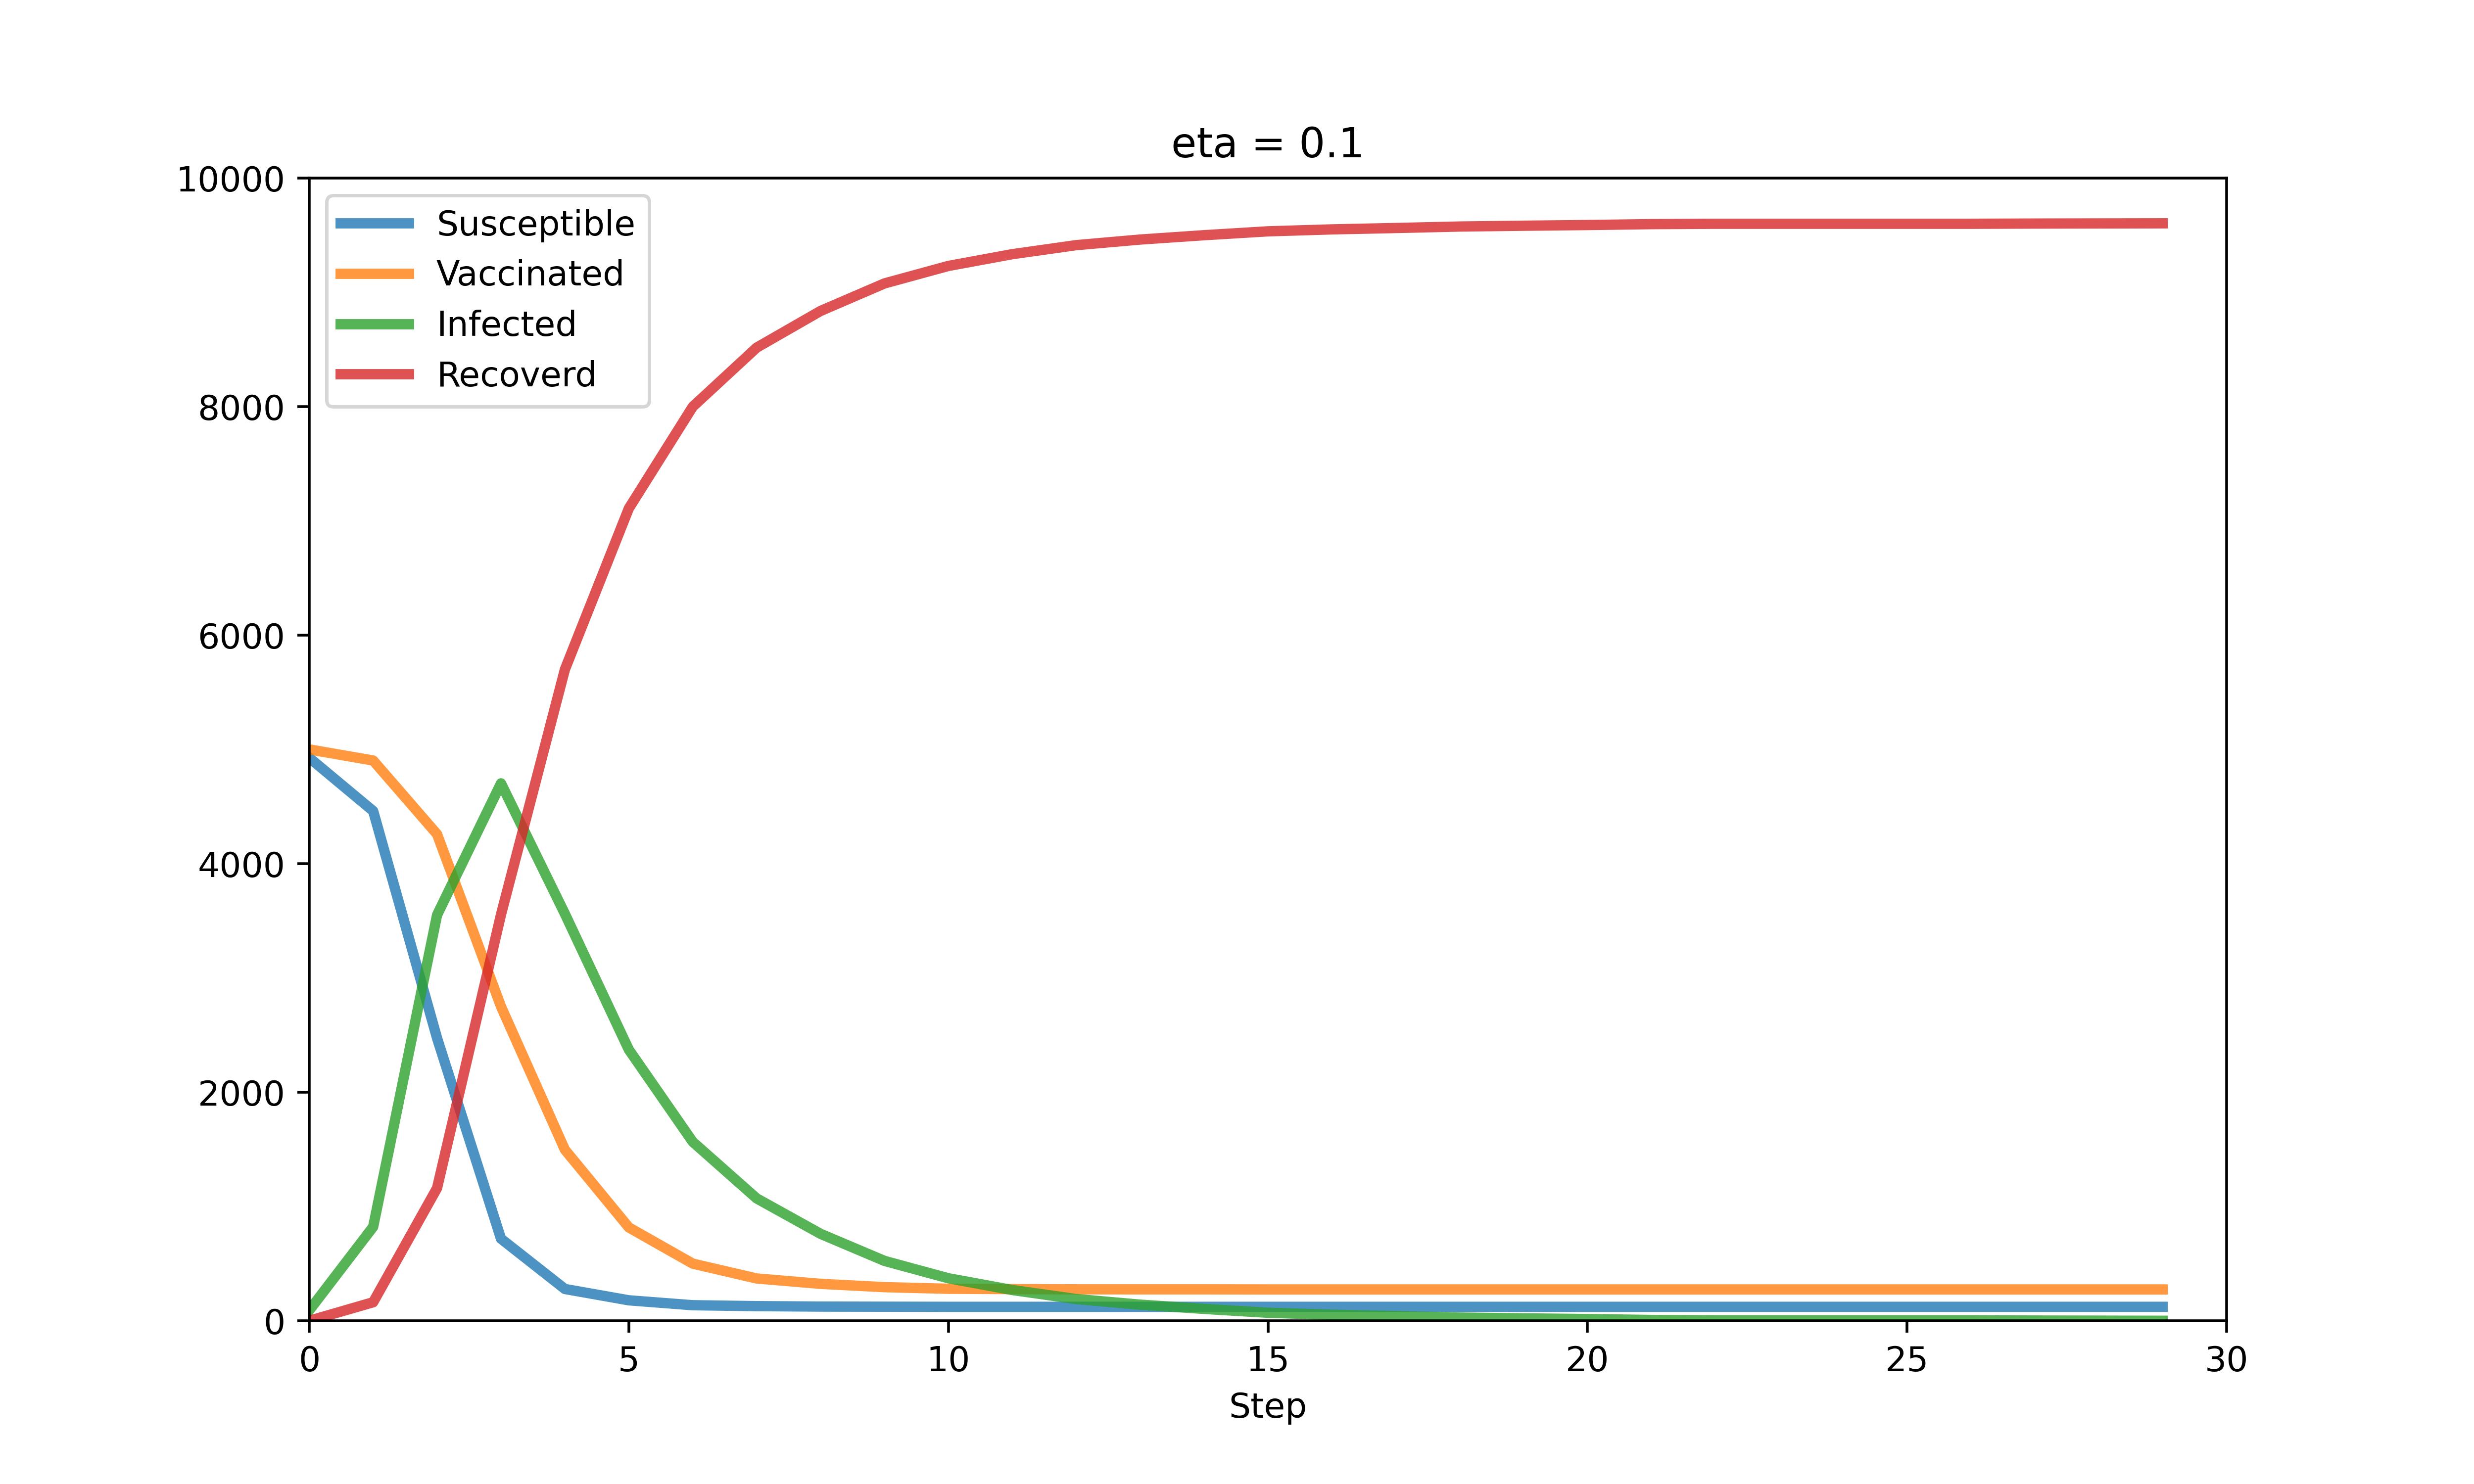 eta = 0.1
10000
8000
6000
4000
2000
0
Susceptible
Vaccinated
Infected
Recoverd
0 5 10 15 20 25 30
Step